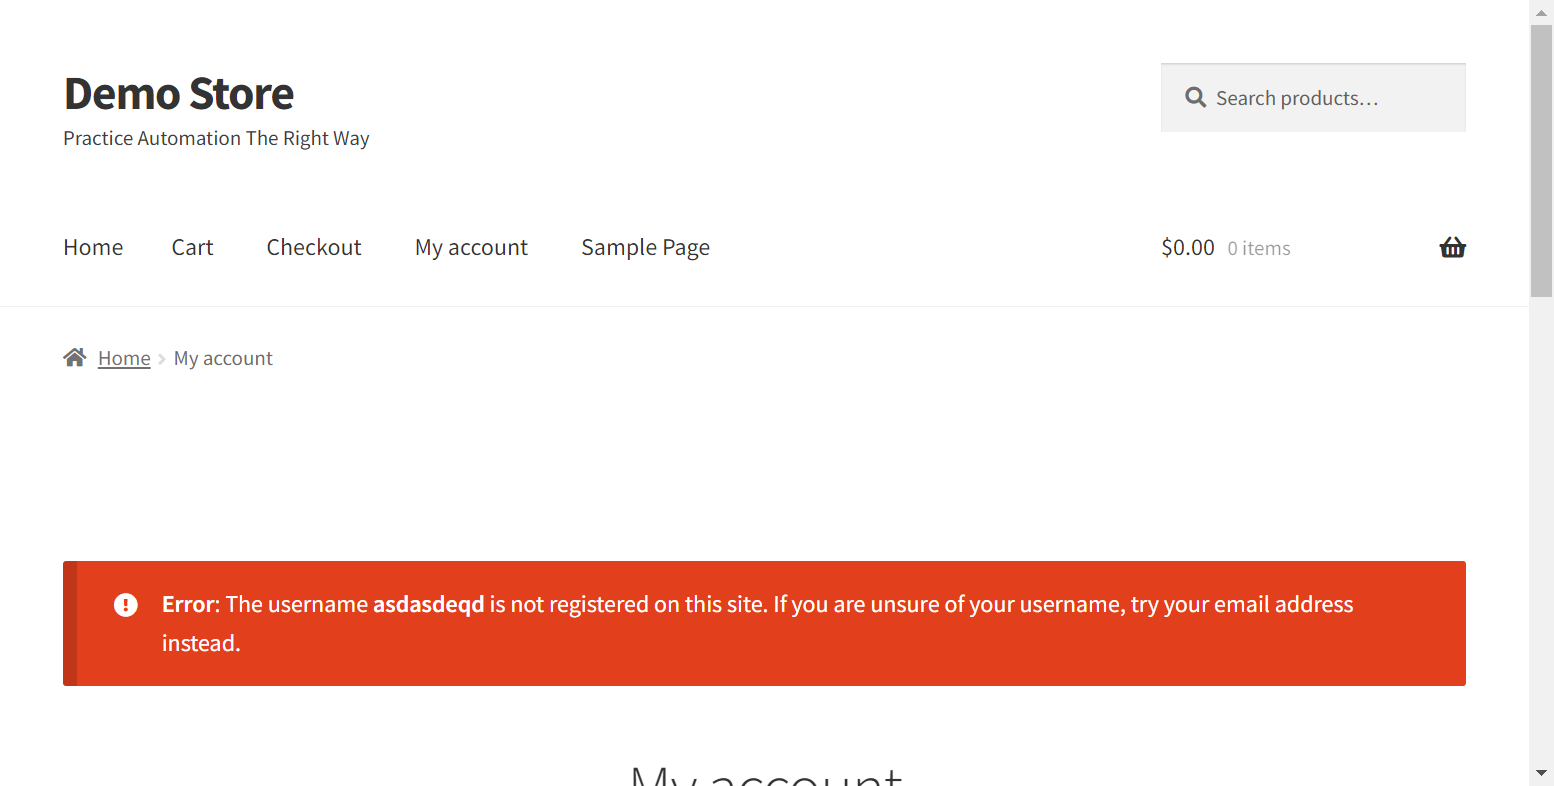 Demo Store
Search products…
Practice Automation The Right Way
Home Cart Checkout My account Sample Page $0.00 0 items
Home My account
Error: The username asdasdeqd is not registered on this site. If you are unsure of your username, try your email address
instead.
My account